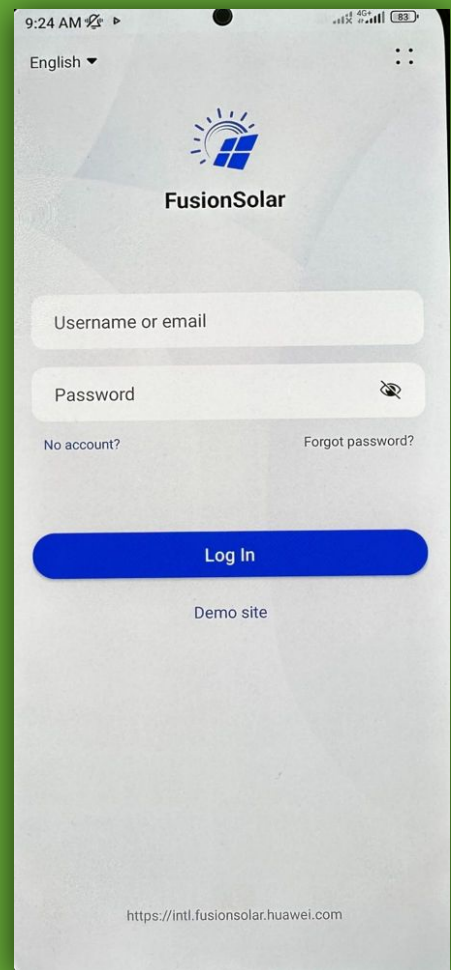 9:24 AM
4G+
83
English
FusionSolar
Username or email
Password
No account?
Forgot password?
Log In
Demo site
https://intl.fusionsolar.huawei.com